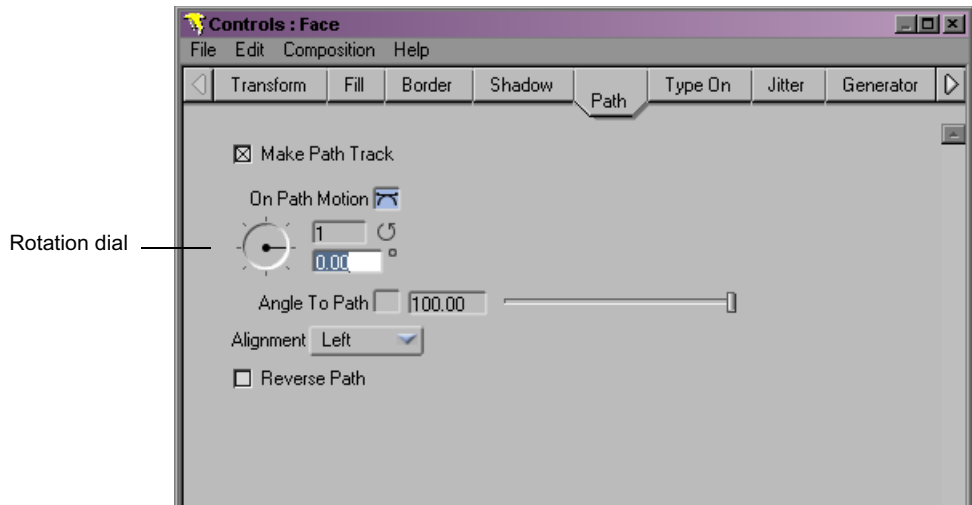 Controls : Face
File Edit Composition Help
Transform Fill Border Shadow Path Type On Jitter Generator
Make Path Track
On Path Motion
Rotation dial
1
0.00 °
Angle To Path 100.00
Alignment Left
Reverse Path